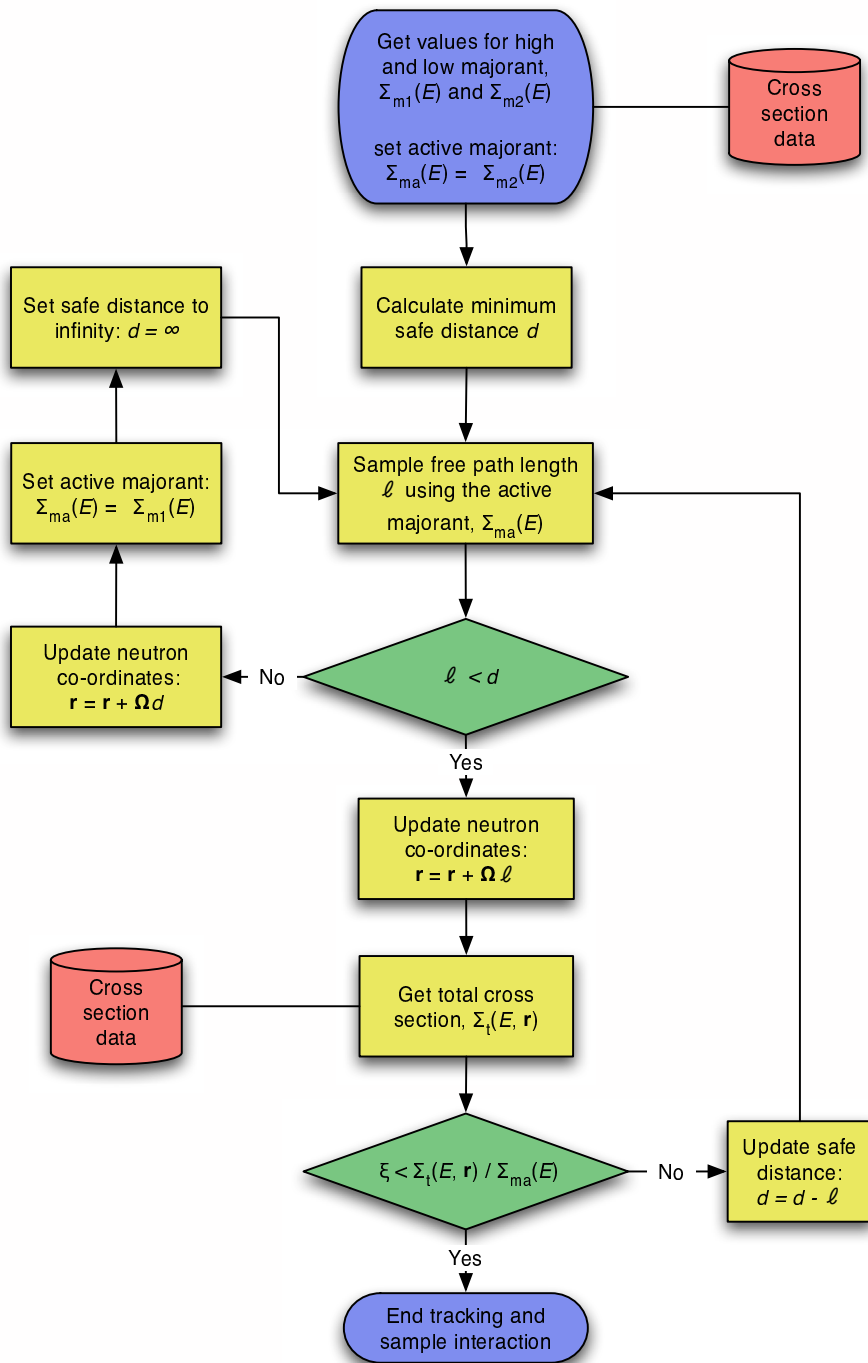 Get values for high
and low majorant,
Σm1(E) and Σm2(E)
set active majorant:
Σma(E) = Σm2(E)
Cross
section
data
Set safe distance to
infinity: d = ∞
Calculate minimum
safe distance d
Set active majorant:
Σma(E) = Σm1(E)
Sample free path length
ℓ using the active
majorant, Σma(E)
Update neutron
co-ordinates:
r = r + Ωd
No
ℓ < d
Yes
Update neutron
co-ordinates:
r = r + Ωℓ
Cross
section
data
Get total cross
section, Σt(E, r)
ξ < Σt(E, r) / Σma(E)
No
Update safe
distance:
d = d - ℓ
Yes
End tracking and
sample interaction